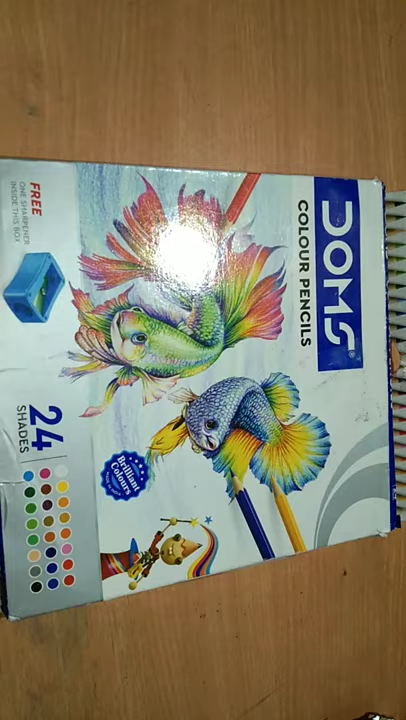 DOMS®
COLOUR PENCILS
FREE
ONE SHARPENER
INSIDE THIS BOX
Brilliant
Colours
24
SHADES